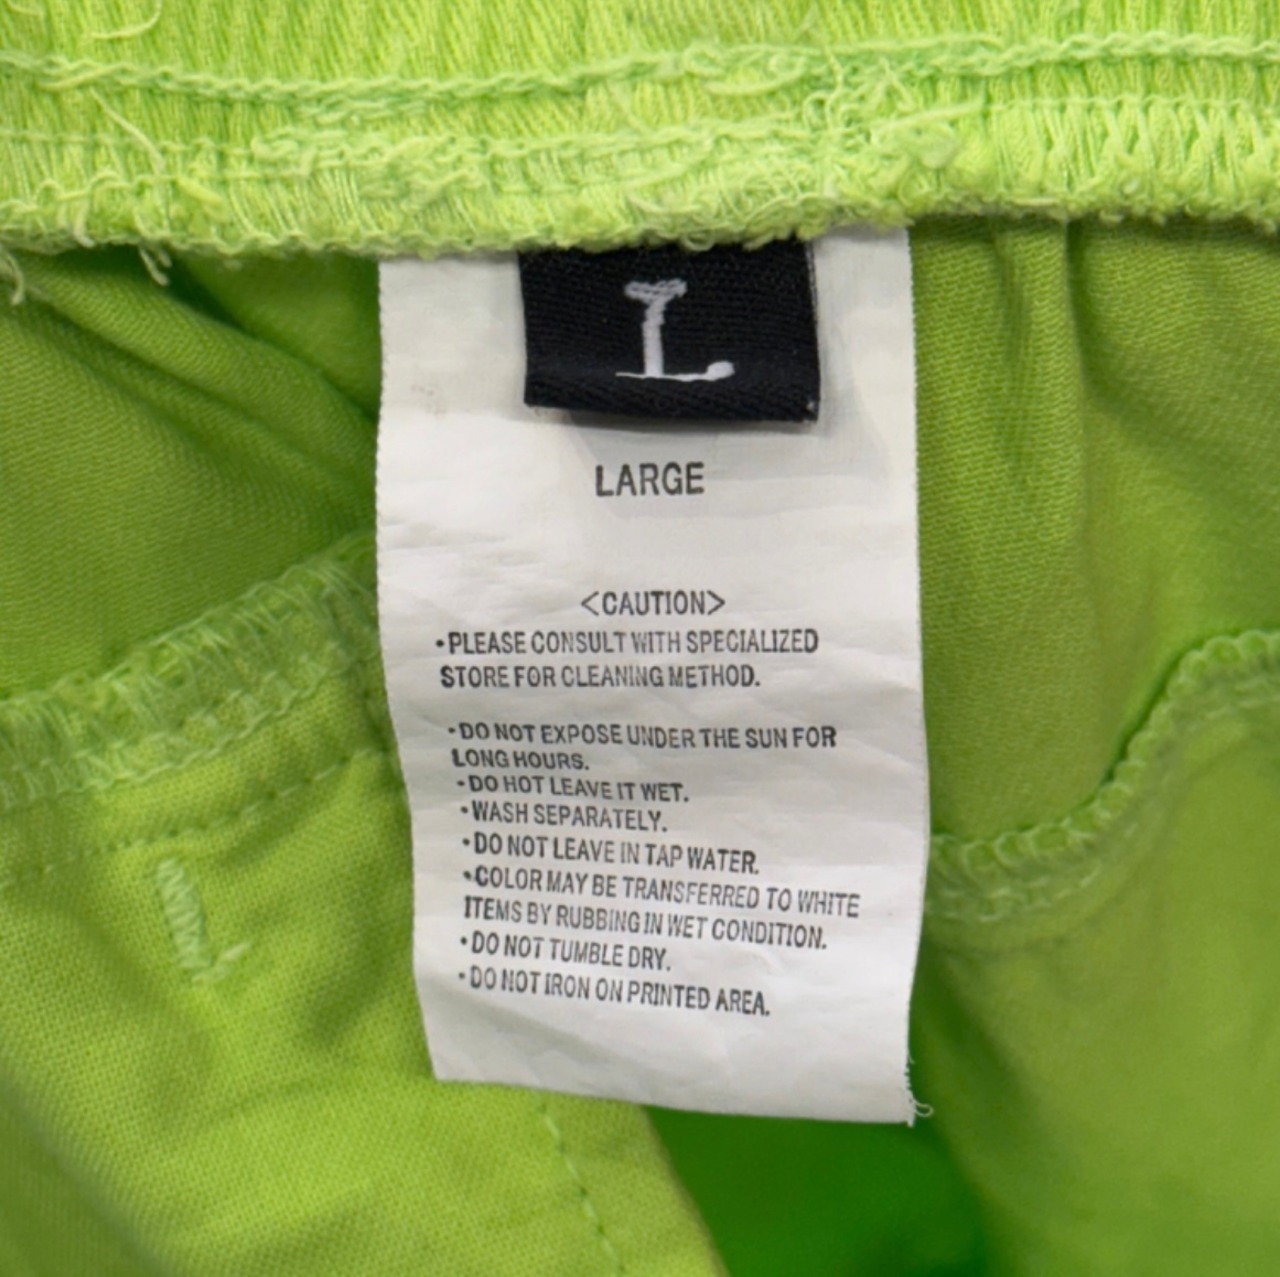 L
LARGE
<CAUTION>
•PLEASE CONSULT WITH SPECIALIZED
STORE FOR CLEANING METHOD.
•DO NOT EXPOSE UNDER THE SUN FOR
LONG HOURS.
•DO HOT LEAVE IT WET.
•WASH SEPARATELY.
•DO NOT LEAVE IN TAP WATER.
•COLOR MAY BE TRANSFERRED TO WHITE
ITEMS BY RUBBING IN WET CONDITION.
•DO NOT TUMBLE DRY.
•DO NOT IRON ON PRINTED AREA.